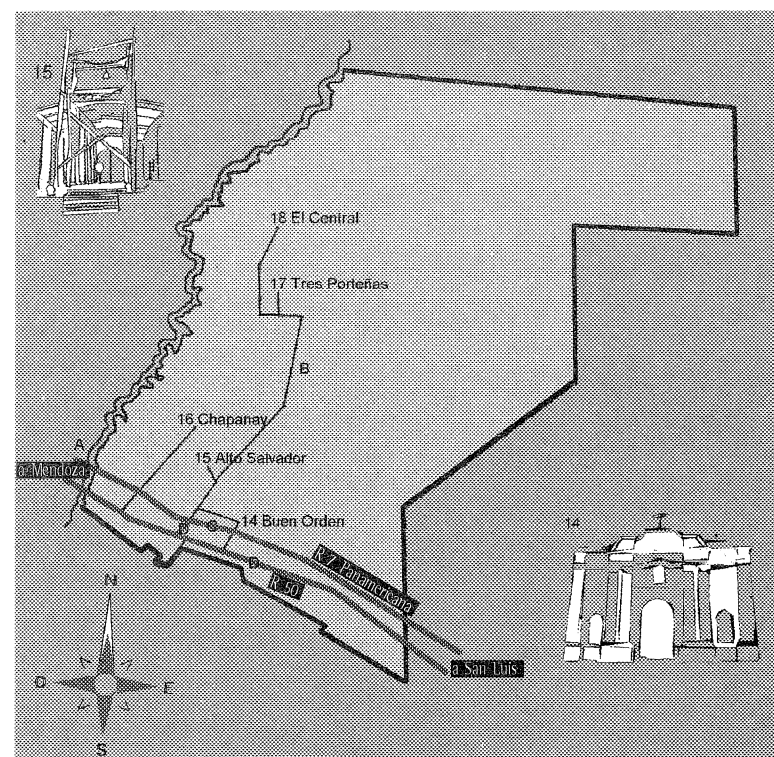 15
18 El Central
17 Tres Porteñas
B
16 Chapanay
A
15 Alto Salvador
a Mendoza
14 Buen Orden
14
R 7 Panamericana
D
R 50
N
a San Luis
O
E
S